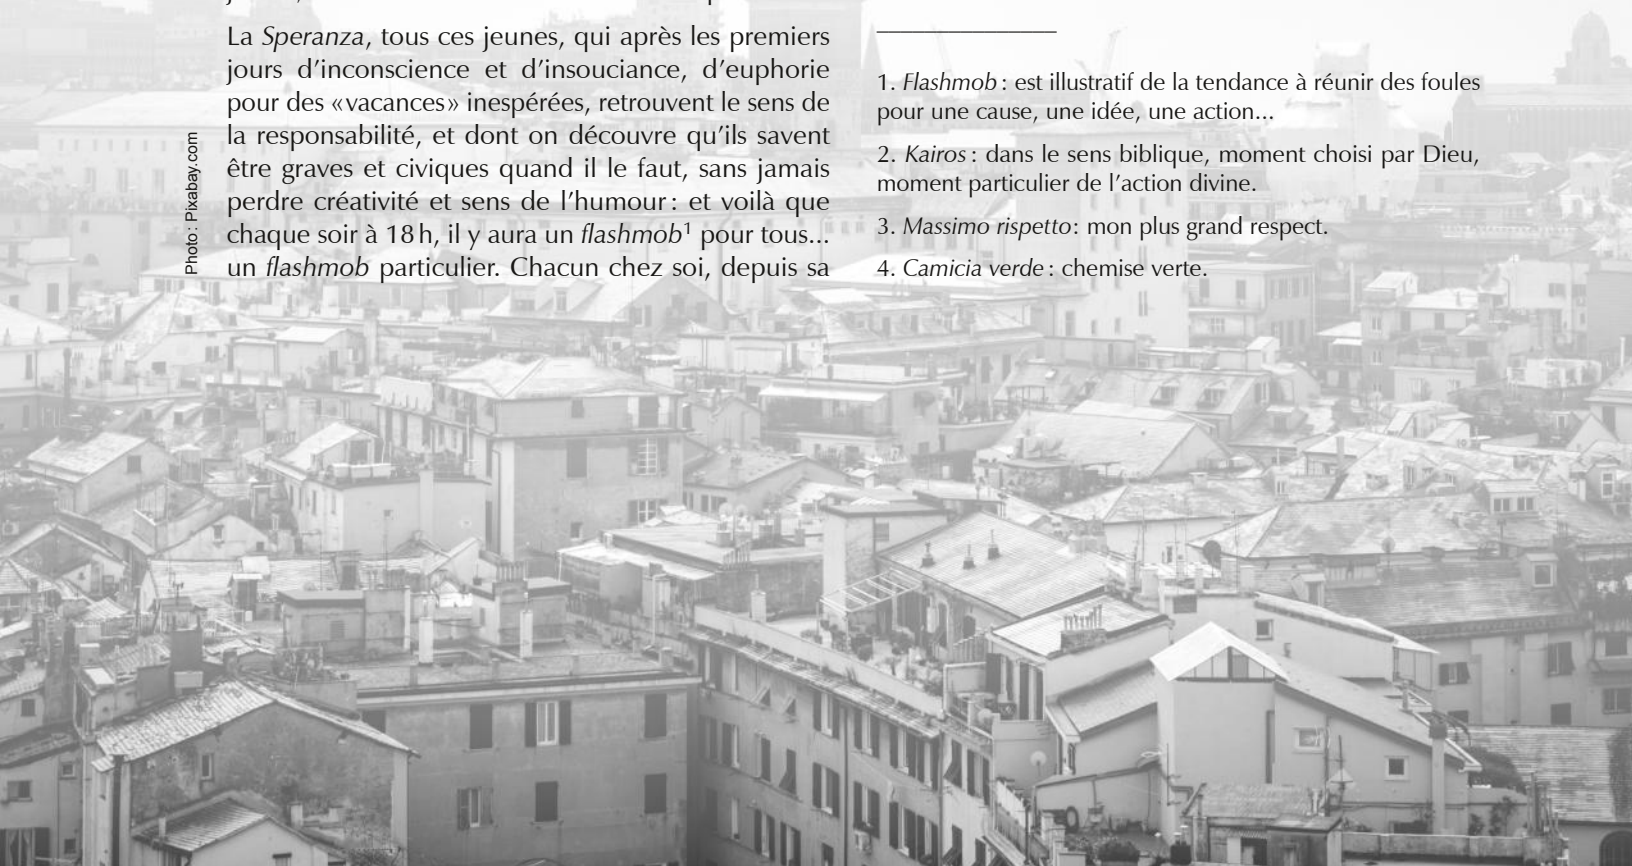 La Speranza, tous ces jeunes, qui après les premiers
jours d’inconscience et d’insouciance, d’euphorie
pour des «vacances» inespérées, retrouvent le sens de
la responsabilité, et dont on découvre qu’ils savent
être graves et civiques quand il le faut, sans jamais
perdre créativité et sens de l’humour : et voilà que
chaque soir à 18 h, il y aura un flashmob1 pour tous...
un flashmob particulier. Chacun chez soi, depuis sa
1. Flashmob : est illustratif de la tendance à réunir des foules
pour une cause, une idée, une action...
2. Kairos : dans le sens biblique, moment choisi par Dieu,
moment particulier de l’action divine.
3. Massimo rispetto : mon plus grand respect.
4. Camicia verde : chemise verte.
Photo: Pixabay.com